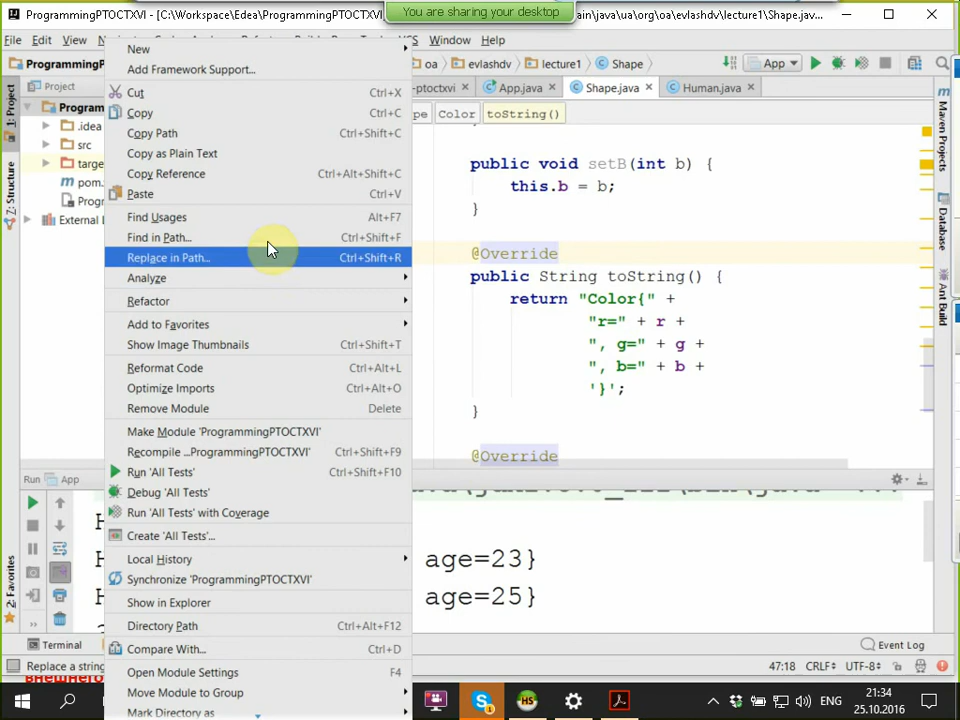 You are sharing your desktop
ProgrammingPTOCTXVI - [C:\Workspace\Edea\ProgrammingPTOCTX
ain\java\ua\org\oa\evlashdv\lecture1\Shape.java...
File Edit View Window Help
ProgrammingP
oa evlashdv lecture1 Shape App
Project
-ptoctxvi App.java Shape.java Human.java
Color toString()
Program
.idea
src
targe
pom.
Progr
External L
1: Project
Z: Structure
2: Favorites
Maven Projects
Database
Ant Build
New
Add Framework Support...
Cut Ctrl+X
Copy Ctrl+C
Copy Path Ctrl+Shift+C
Copy as Plain Text
Copy Reference Ctrl+Alt+Shift+C
Paste Ctrl+V
Find Usages Alt+F7
Find in Path... Ctrl+Shift+F
Replace in Path... Ctrl+Shift+R
Analyze
Refactor
Add to Favorites
Show Image Thumbnails Ctrl+Shift+T
Reformat Code Ctrl+Alt+L
Optimize Imports Ctrl+Alt+O
Remove Module Delete
Make Module 'ProgrammingPTOCTXVI'
Recompile ...ProgrammingPTOCTXVI' Ctrl+Shift+F9
Run 'All Tests' Ctrl+Shift+F10
Debug 'All Tests'
Run 'All Tests' with Coverage
Create 'All Tests'...
Local History
Synchronize 'ProgrammingPTOCTXVI'
Show in Explorer
Directory Path Ctrl+Alt+F12
Compare With... Ctrl+D
Open Module Settings F4
Move Module to Group
Mark Directory as
public void setB(int b) {
this.b = b;
}
@Override
public String toString() {
return "Color{" +
"r=" + r +
", g=" + g +
", b=" + b +
'}';
}
@Override
Run App
age=23}
age=25}
Terminal
Event Log
Replace a string
47:18 CRLF UTF-8
внешнего
ENG
21:34
25.10.2016